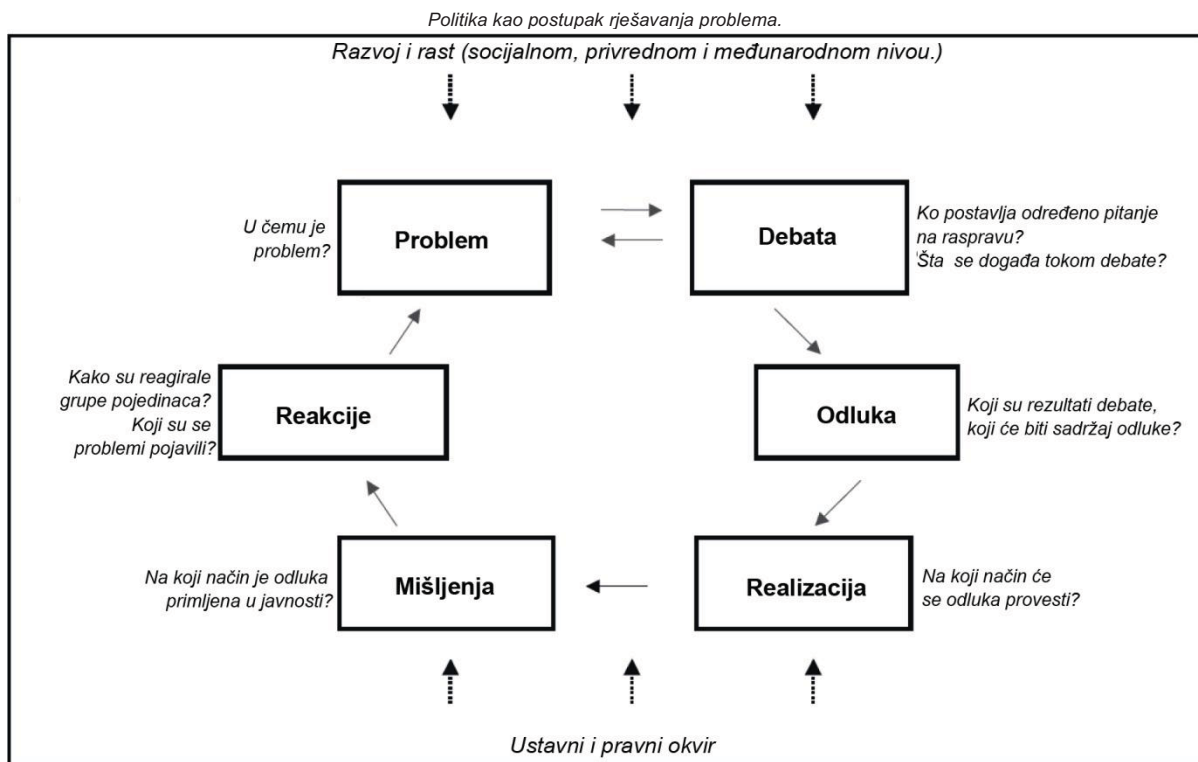 Politika kao postupak rješavanja problema.
Razvoj i rast (socijalnom, privrednom i međunarodnom nivou.)
U čemu je
problem?
Problem
Debata
Ko postavlja određeno pitanje
na raspravu?
Šta se događa tokom debate?
Kako su reagirale
grupe pojedinaca?
Koji su se
problemi pojavili?
Reakcije
Odluka
Koji su rezultati debate,
koji će biti sadržaj odluke?
Na koji način je odluka
primljena u javnosti?
Mišljenja
Realizacija
Na koji način će
se odluka provesti?
Ustavni i pravni okvir